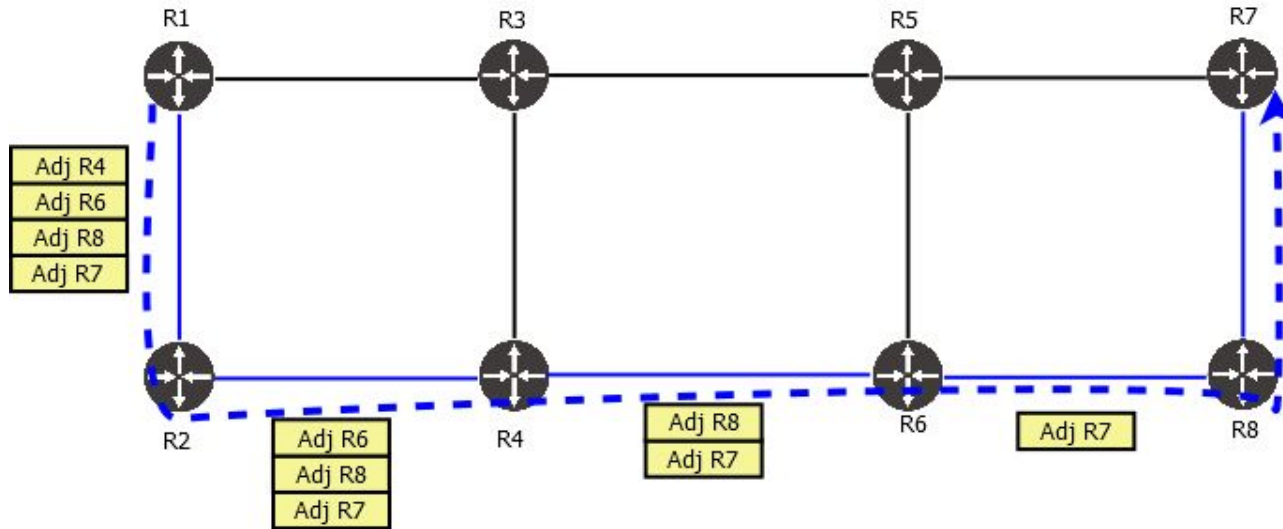 R1
R3
R5
R7
Adj R4
Adj R6
Adj R8
Adj R7
R2
R4
R6
R8
Adj R6
Adj R8
Adj R7
Adj R8
Adj R7
Adj R7